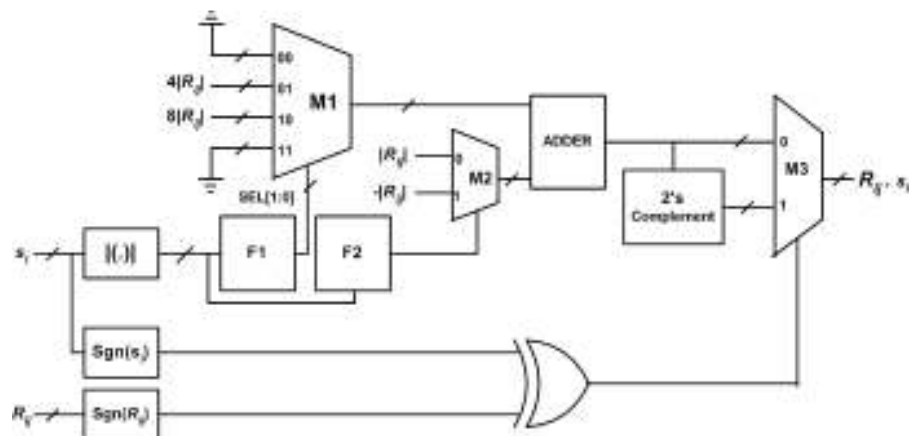 00
4|R_ij|
01
M1
8|R_ij|
10
11
ADDER
|R_ij|
0
M2
-|R_ij|
1
0
M3
R_ij . s_i
2's
Complement
1
SEL[1:0]
s_i
|(.)|
F1
F2
Sgn(s_i)
R_ij
Sgn(R_ij)